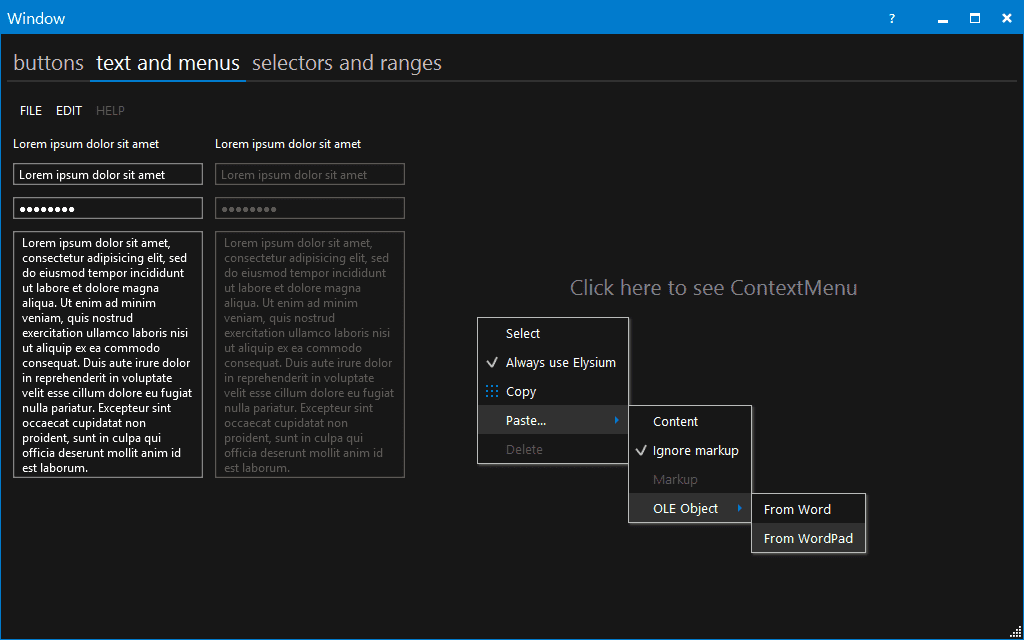 Window
?
buttons text and menus selectors and ranges
FILE EDIT HELP
Lorem ipsum dolor sit amet
Lorem ipsum dolor sit amet
••••••••
Lorem ipsum dolor sit amet,
consectetur adipisicing elit, sed
do eiusmod tempor incididunt
ut labore et dolore magna
aliqua. Ut enim ad minim
veniam, quis nostrud
exercitation ullamco laboris nisi
ut aliquip ex ea commodo
consequat. Duis aute irure dolor
in reprehenderit in voluptate
velit esse cillum dolore eu fugiat
nulla pariatur. Excepteur sint
occaecat cupidatat non
proident, sunt in culpa qui
officia deserunt mollit anim id
est laborum.
Lorem ipsum dolor sit amet
Lorem ipsum dolor sit amet
••••••••
Lorem ipsum dolor sit amet,
consectetur adipisicing elit, sed
do eiusmod tempor incididunt
ut labore et dolore magna
aliqua. Ut enim ad minim
veniam, quis nostrud
exercitation ullamco laboris nisi
ut aliquip ex ea commodo
consequat. Duis aute irure dolor
in reprehenderit in voluptate
velit esse cillum dolore eu fugiat
nulla pariatur. Excepteur sint
occaecat cupidatat non
proident, sunt in culpa qui
officia deserunt mollit anim id
est laborum.
Click here to see ContextMenu
Select
Always use Elysium
Copy
Paste...
Delete
Content
Ignore markup
Markup
OLE Object
From Word
From WordPad